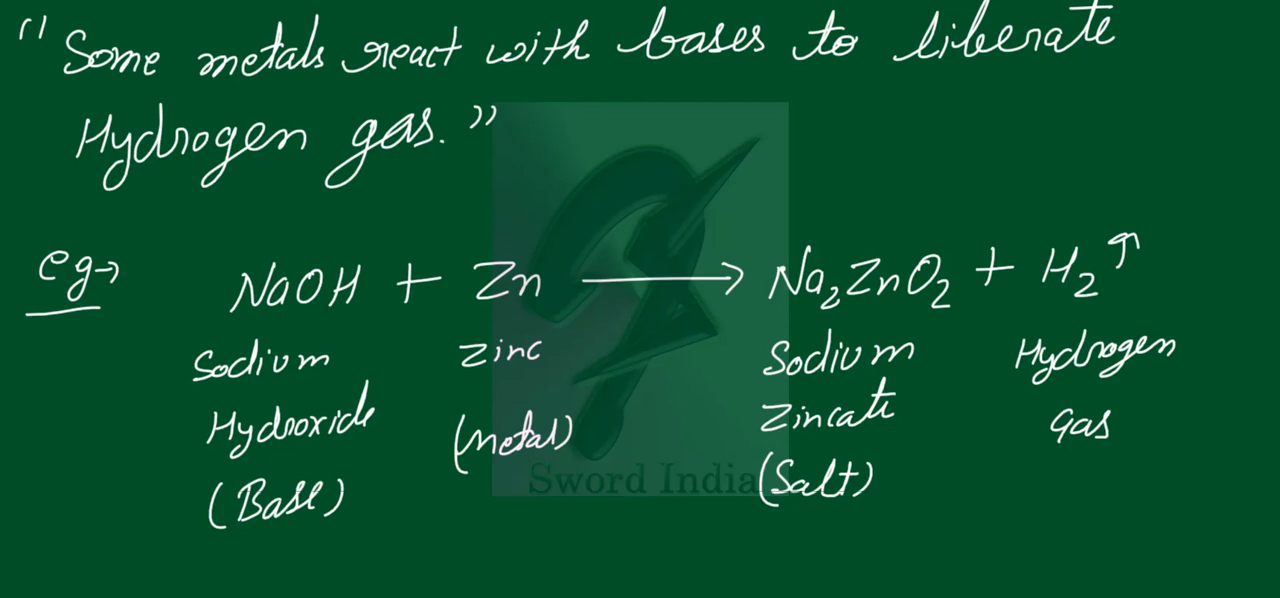 "Some metals react with bases to liberate
Hydrogen gas."
eg→ NaOH + Zn ⟶ Na₂ZnO₂ + H₂↑
Sodium Zinc Sodium Hydrogen
Hydroxide (metal) Zincate gas
(Base) (Salt)
Sword India